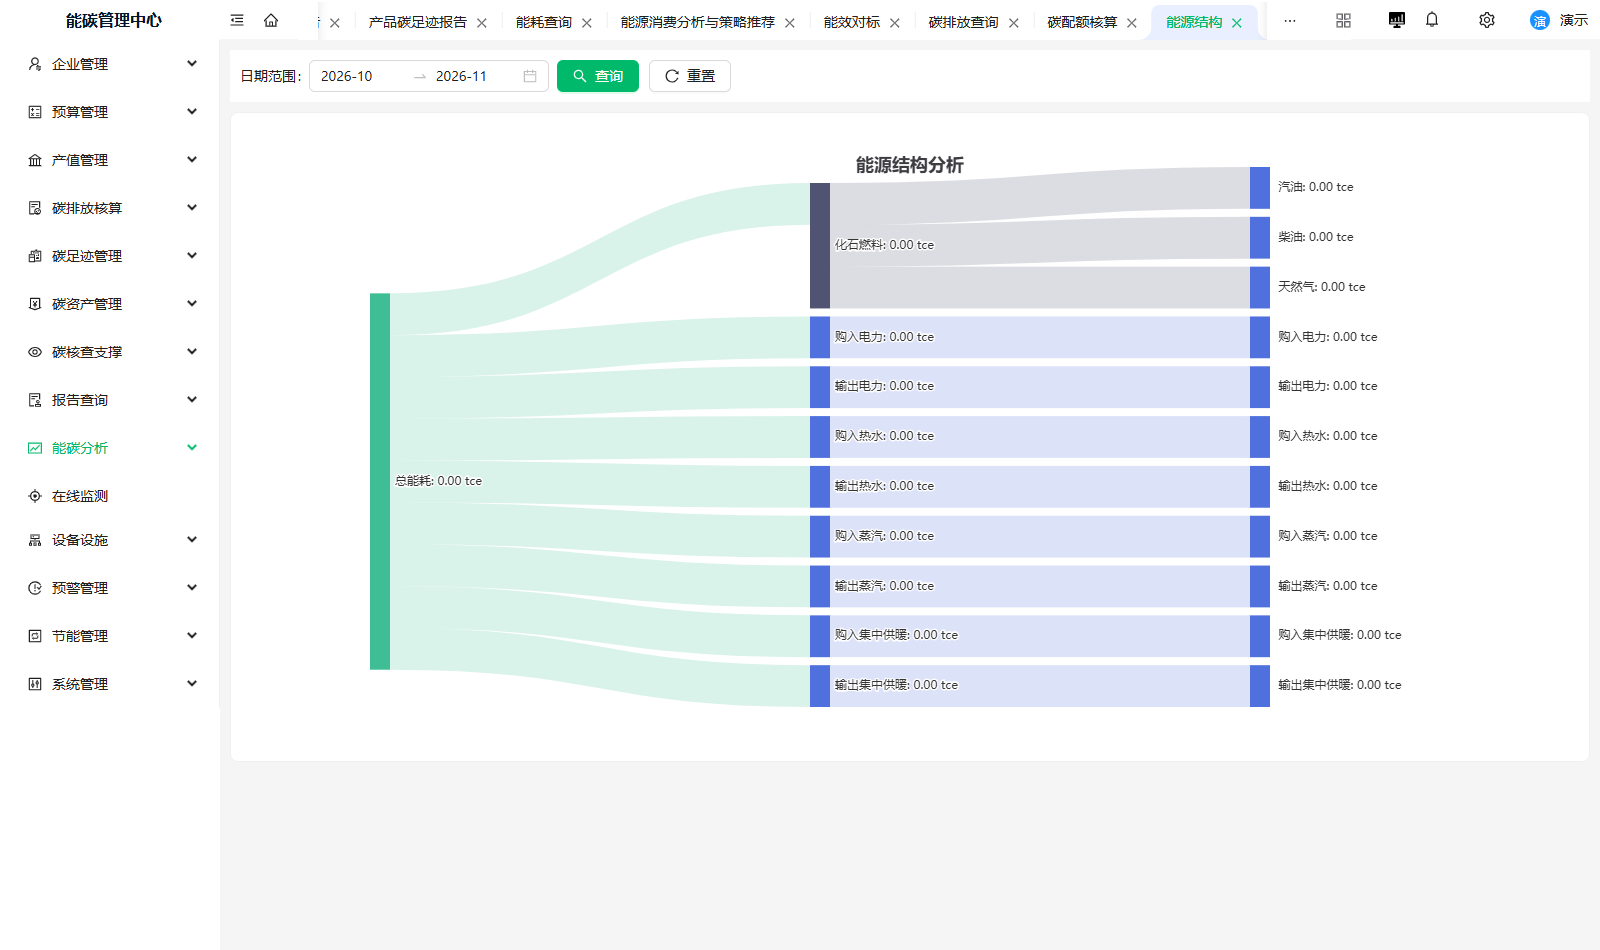 能碳管理中心
产品碳足迹报告
能耗查询
能源消费分析与策略推荐
能效对标
碳排放查询
碳配额核算
能源结构
演
演示
企业管理
预算管理
产值管理
碳排放核算
碳足迹管理
碳资产管理
碳核查支撑
报告查询
能碳分析
在线监测
设备设施
预警管理
节能管理
系统管理
日期范围:
2026-10
2026-11
查询
重置
能源结构分析
总能耗: 0.00 tce
化石燃料: 0.00 tce
购入电力: 0.00 tce
输出电力: 0.00 tce
购入热水: 0.00 tce
输出热水: 0.00 tce
购入蒸汽: 0.00 tce
输出蒸汽: 0.00 tce
购入集中供暖: 0.00 tce
输出集中供暖: 0.00 tce
汽油: 0.00 tce
柴油: 0.00 tce
天然气: 0.00 tce
购入电力: 0.00 tce
输出电力: 0.00 tce
购入热水: 0.00 tce
输出热水: 0.00 tce
购入蒸汽: 0.00 tce
输出蒸汽: 0.00 tce
购入集中供暖: 0.00 tce
输出集中供暖: 0.00 tce